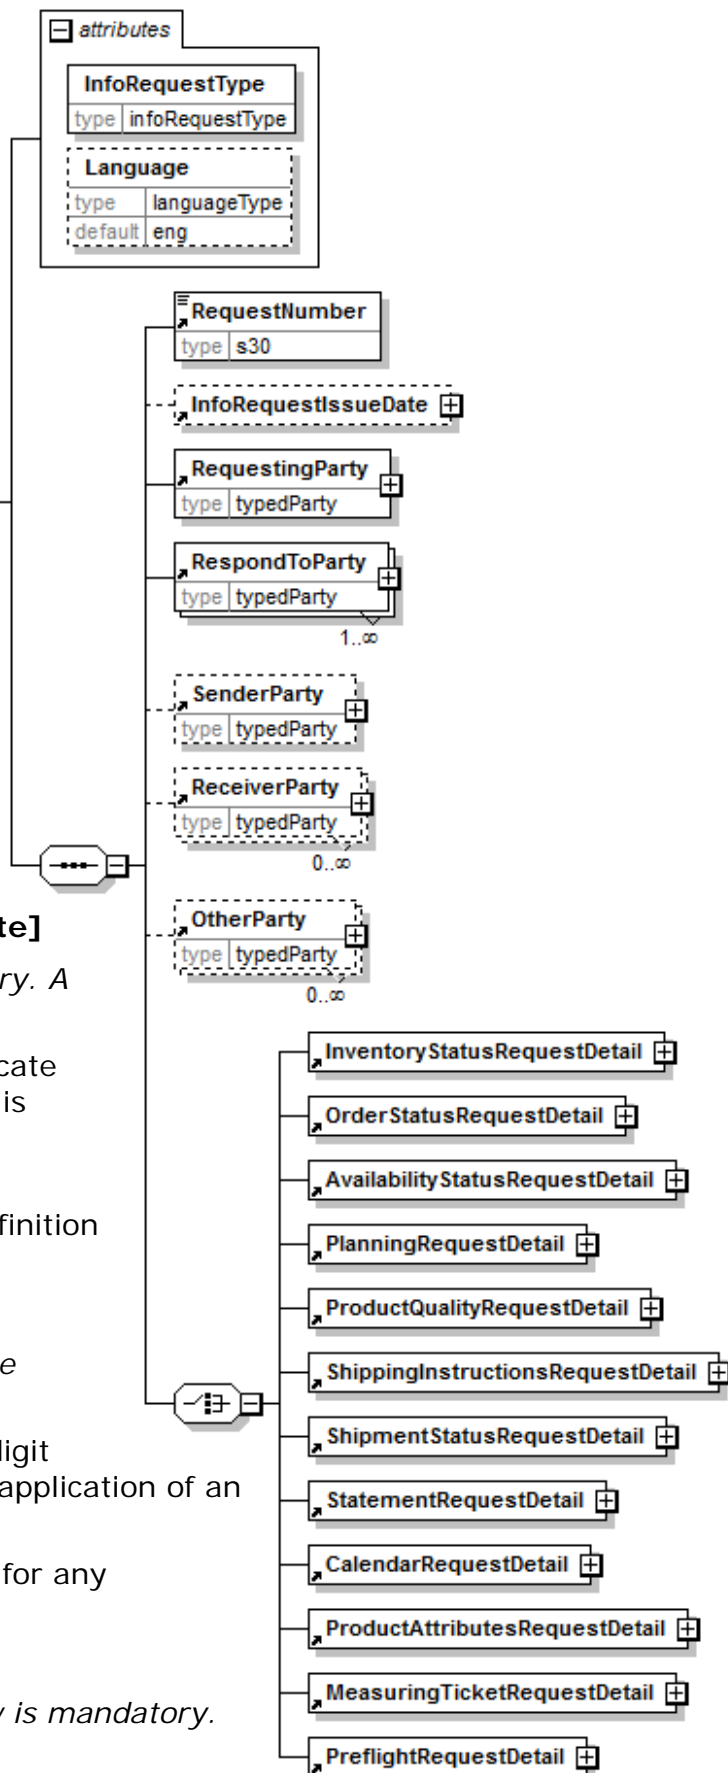 attributes
InfoRequestType
type infoRequestType
Language
type languageType
default eng
RequestNumber
type s30
InfoRequestIssueDate
RequestingParty
type typedParty
RespondToParty
type typedParty
1..∞
SenderParty
type typedParty
ReceiverParty
type typedParty
0..∞
OtherParty
type typedParty
0..∞
te]
ry. A
cate
is
finition
e
digit
application of an
for any
y is mandatory.
InventoryStatusRequestDetail
OrderStatusRequestDetail
AvailabilityStatusRequestDetail
PlanningRequestDetail
ProductQualityRequestDetail
ShippingInstructionsRequestDetail
ShipmentStatusRequestDetail
StatementRequestDetail
CalendarRequestDetail
ProductAttributesRequestDetail
MeasuringTicketRequestDetail
PreflightRequestDetail